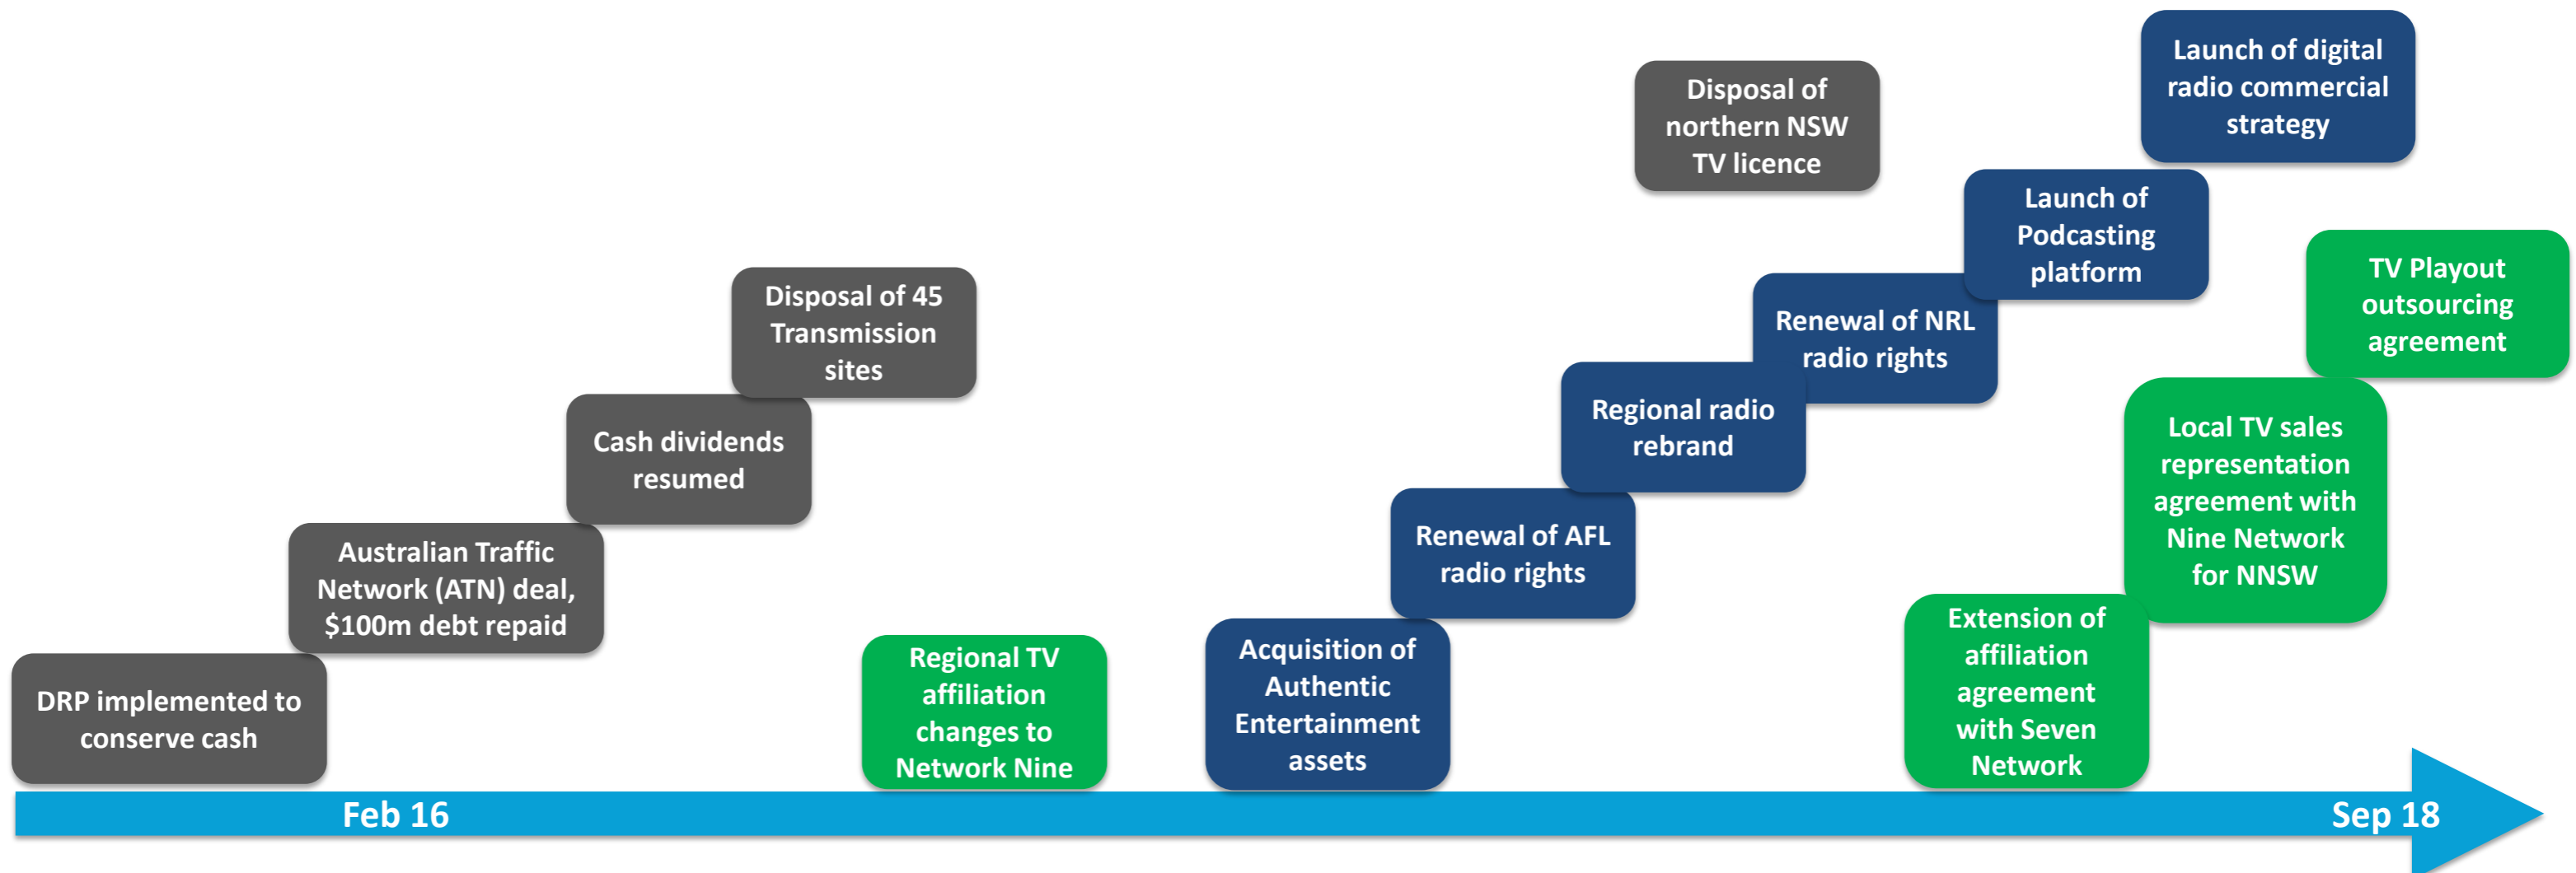 DRP implemented to
conserve cash
Australian Traffic
Network (ATN) deal,
$100m debt repaid
Cash dividends
resumed
Disposal of 45
Transmission
sites
Regional TV
affiliation
changes to
Network Nine
Acquisition of
Authentic
Entertainment
assets
Renewal of AFL
radio rights
Regional radio
rebrand
Disposal of
northern NSW
TV licence
Renewal of NRL
radio rights
Launch of
Podcasting
platform
Launch of digital
radio commercial
strategy
Extension of
affiliation
agreement
with Seven
Network
Local TV sales
representation
agreement with
Nine Network
for NNSW
TV Playout
outsourcing
agreement
Feb 16
Sep 18